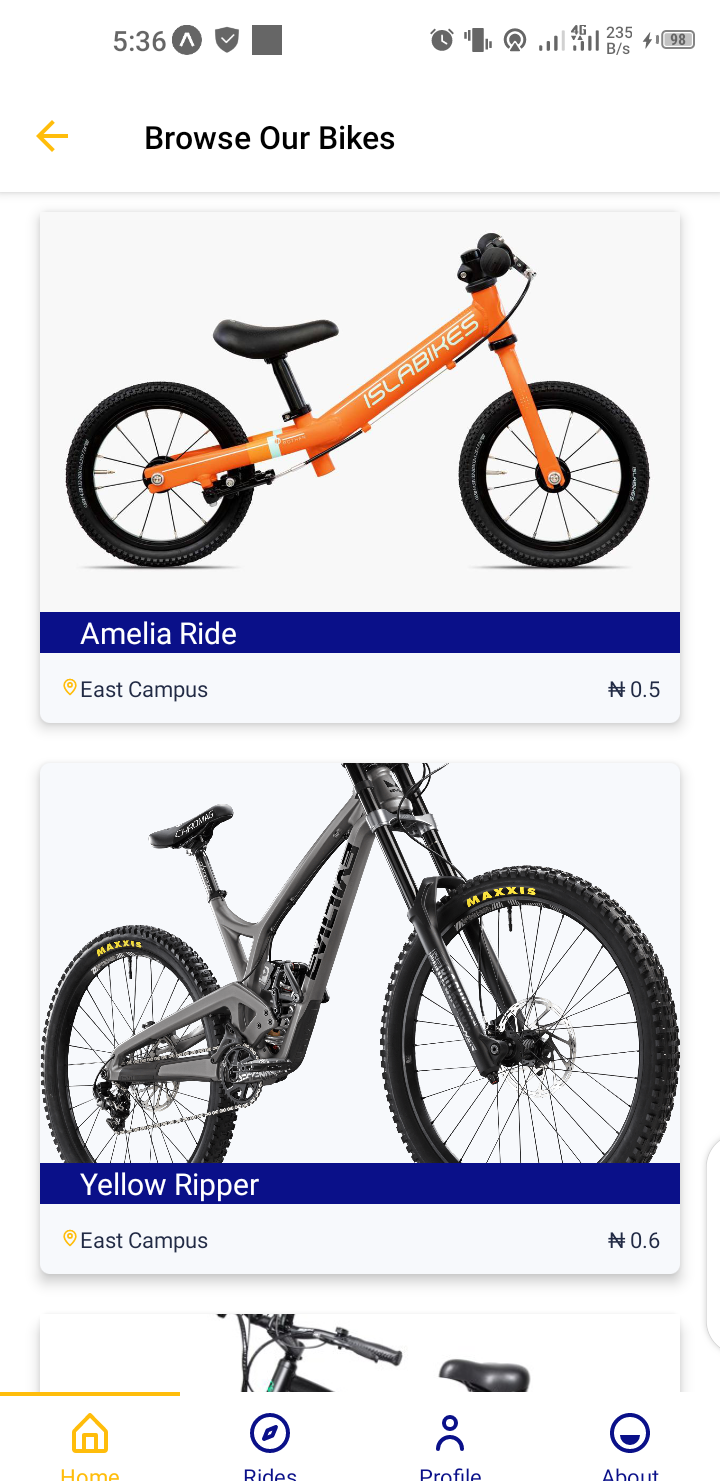 5:36
4G
235
B/s
98
Browse Our Bikes
ISLABIKES
Amelia Ride
East Campus
₦ 0.5
CHROMAG
MAXXIS
MAXXIS
EVIL
Yellow Ripper
East Campus
₦ 0.6
Home
Rides
Profile
About